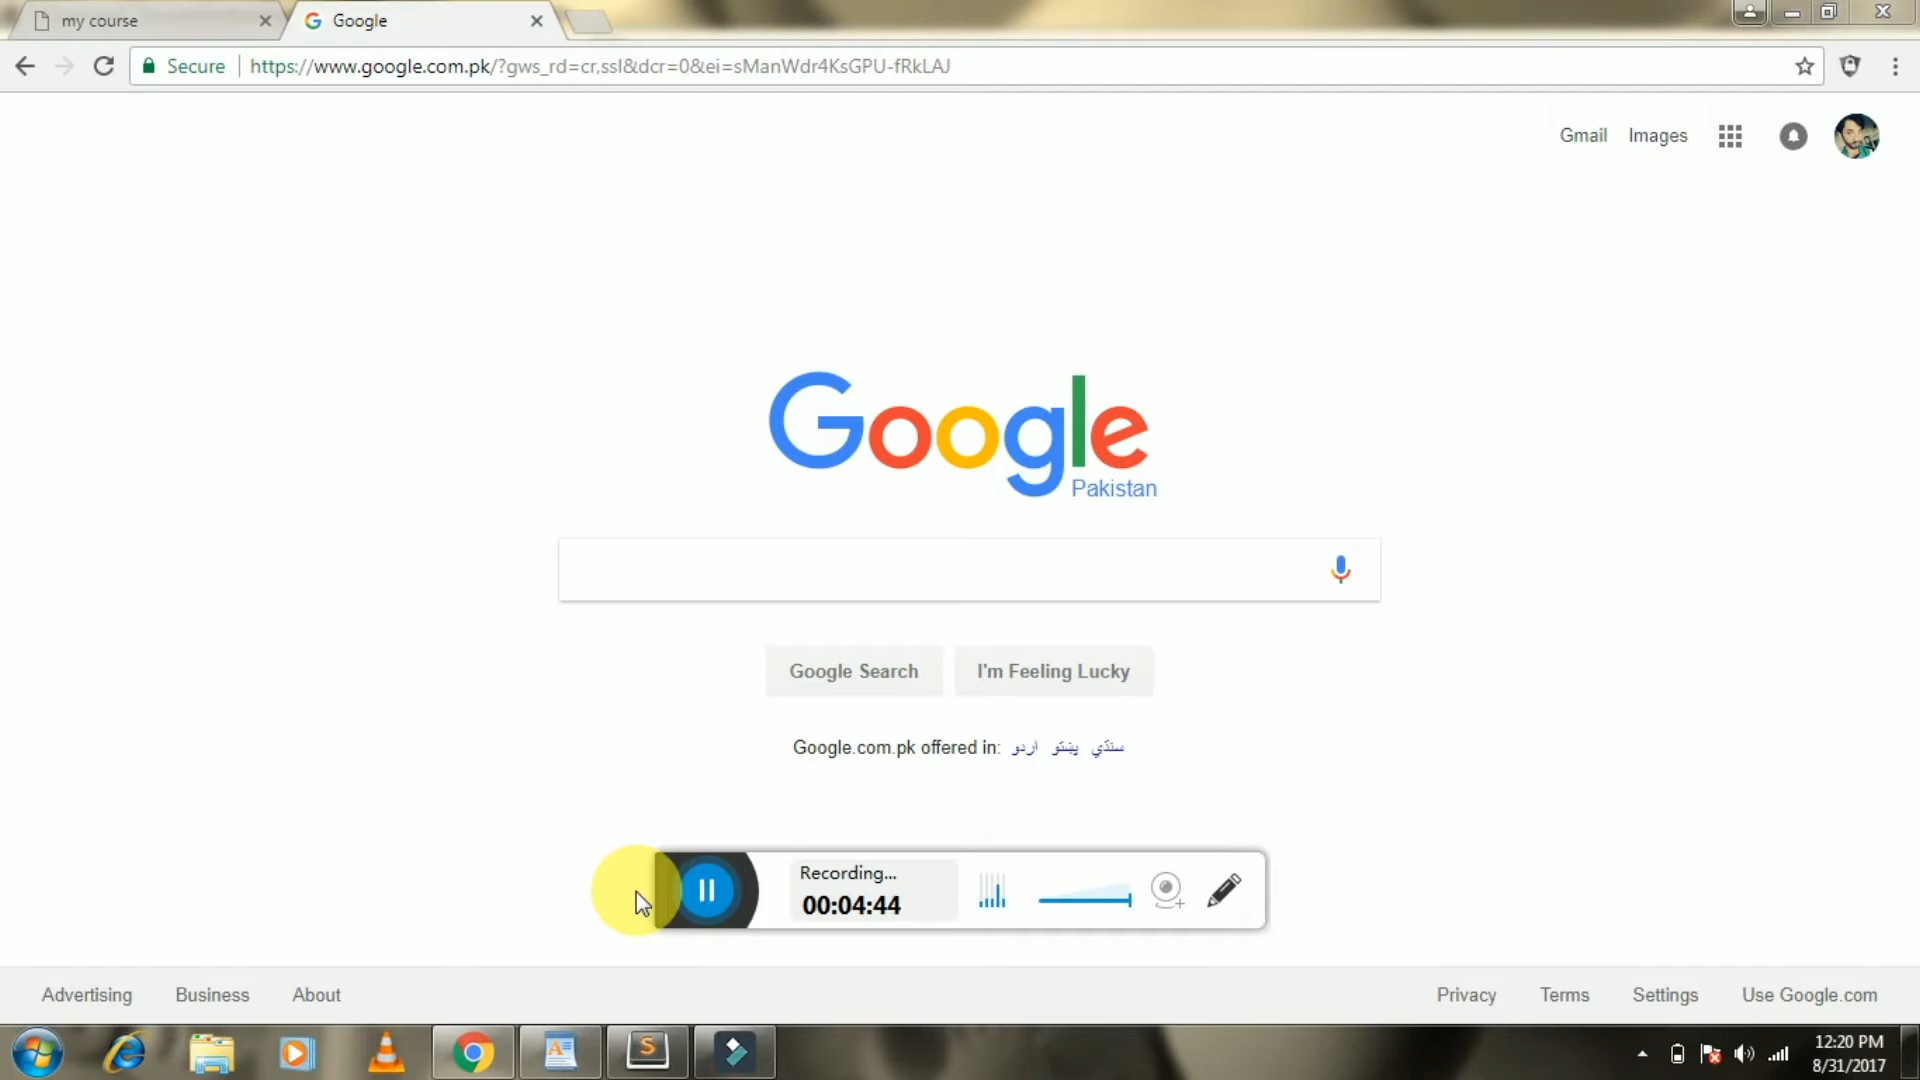 my course
Google
Secure
https://www.google.com.pk/?gws_rd=cr,ssl&dcr=0&ei=sManWdr4KsGPU-fRkLAJ
Gmail
Images
Google
Pakistan
Google Search
I'm Feeling Lucky
Google.com.pk offered in: اردو پښتو سنڌي
Recording...
00:04:44
Advertising
Business
About
Privacy
Terms
Settings
Use Google.com
12:20 PM
8/31/2017